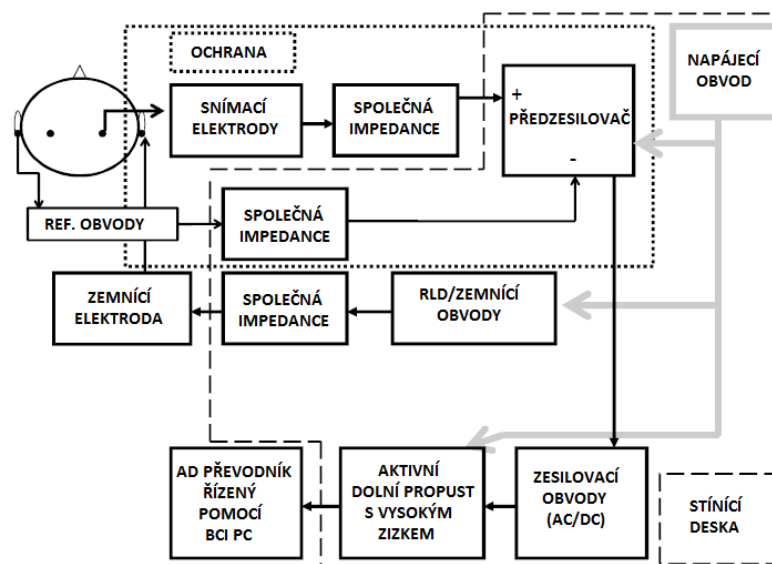 OCHRANA
NAPÁJECÍ
OBVOD
SNÍMACÍ
ELEKTRODY
SPOLEČNÁ
IMPEDANCE
+
PŘEDZESILOVAČ
-
REF. OBVODY
SPOLEČNÁ
IMPEDANCE
ZEMNÍCÍ
ELEKTRODA
SPOLEČNÁ
IMPEDANCE
RLD/ZEMNÍCÍ
OBVODY
AD PŘEVODNÍK
ŘÍZENÝ
POMOCÍ
BCI PC
AKTIVNÍ
DOLNÍ PROPUST
S VYSOKÝM
ZIZKEM
ZESILOVACÍ
OBVODY
(AC/DC)
STÍNÍCÍ
DESKA